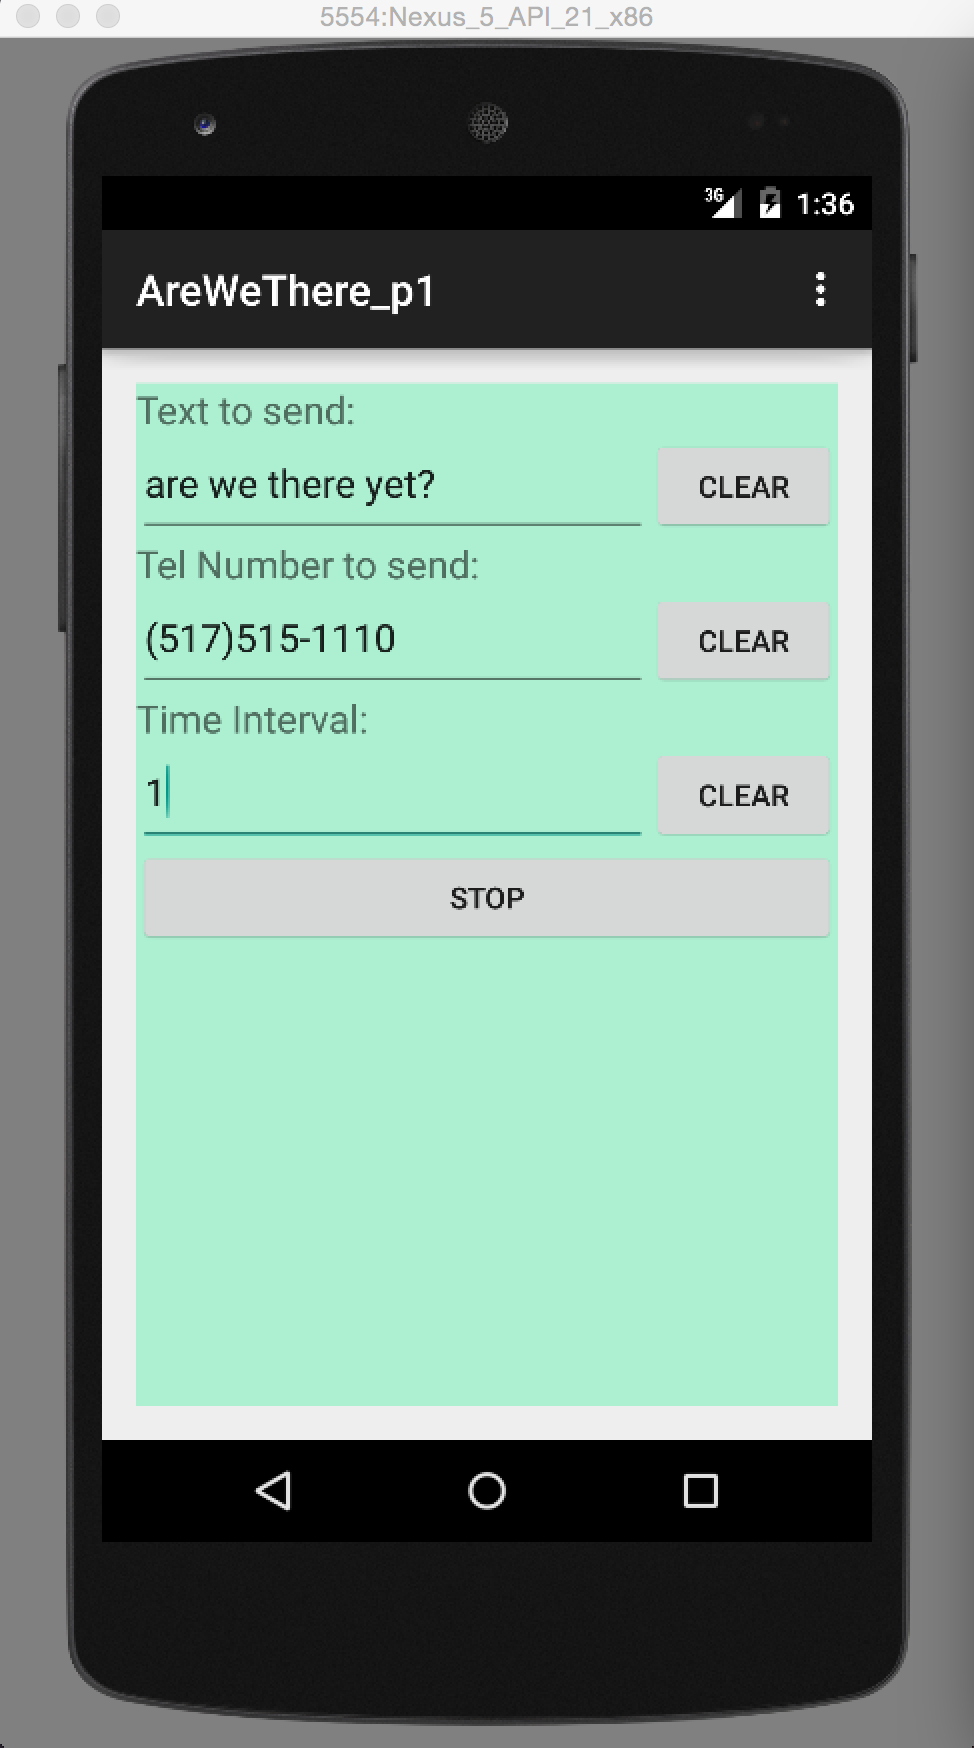 5554:Nexus_5_API_21_x86
3G 1:36
AreWeThere_p1
Text to send:
are we there yet? CLEAR
Tel Number to send:
(517)515-1110 CLEAR
Time Interval:
1 CLEAR
STOP